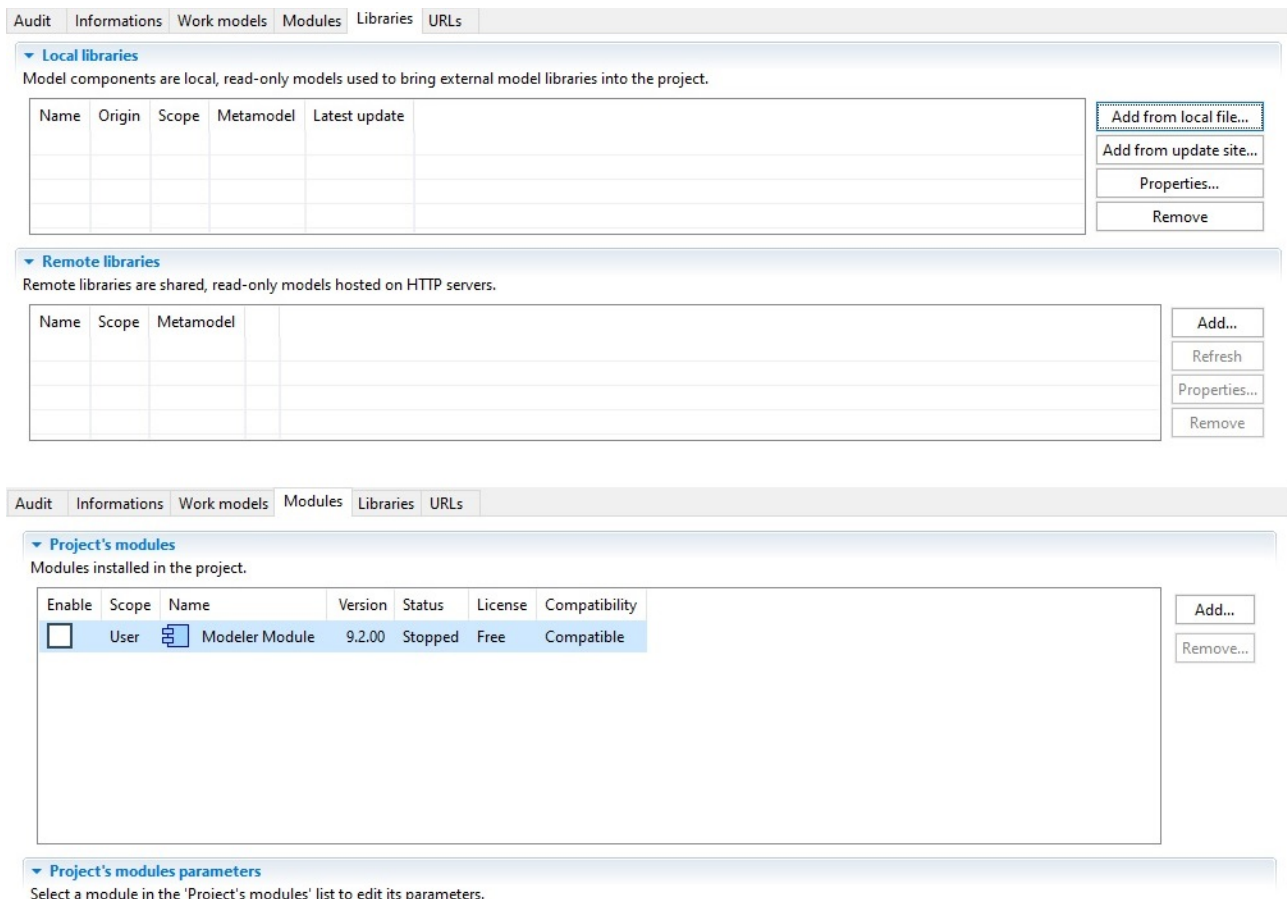 Audit Informations Work models Modules Libraries URLs
Local libraries
Model components are local, read-only models used to bring external model libraries into the project.
Name Origin Scope Metamodel Latest update
Add from local file...
Add from update site...
Properties...
Remove
Remote libraries
Remote libraries are shared, read-only models hosted on HTTP servers.
Name Scope Metamodel
Add...
Refresh
Properties...
Remove
Audit Informations Work models Modules Libraries URLs
Project's modules
Modules installed in the project.
Enable Scope Name Version Status License Compatibility
User Modeler Module 9.2.00 Stopped Free Compatible
Add...
Remove...
Project's modules parameters
Select a module in the 'Project's modules' list to edit its parameters.